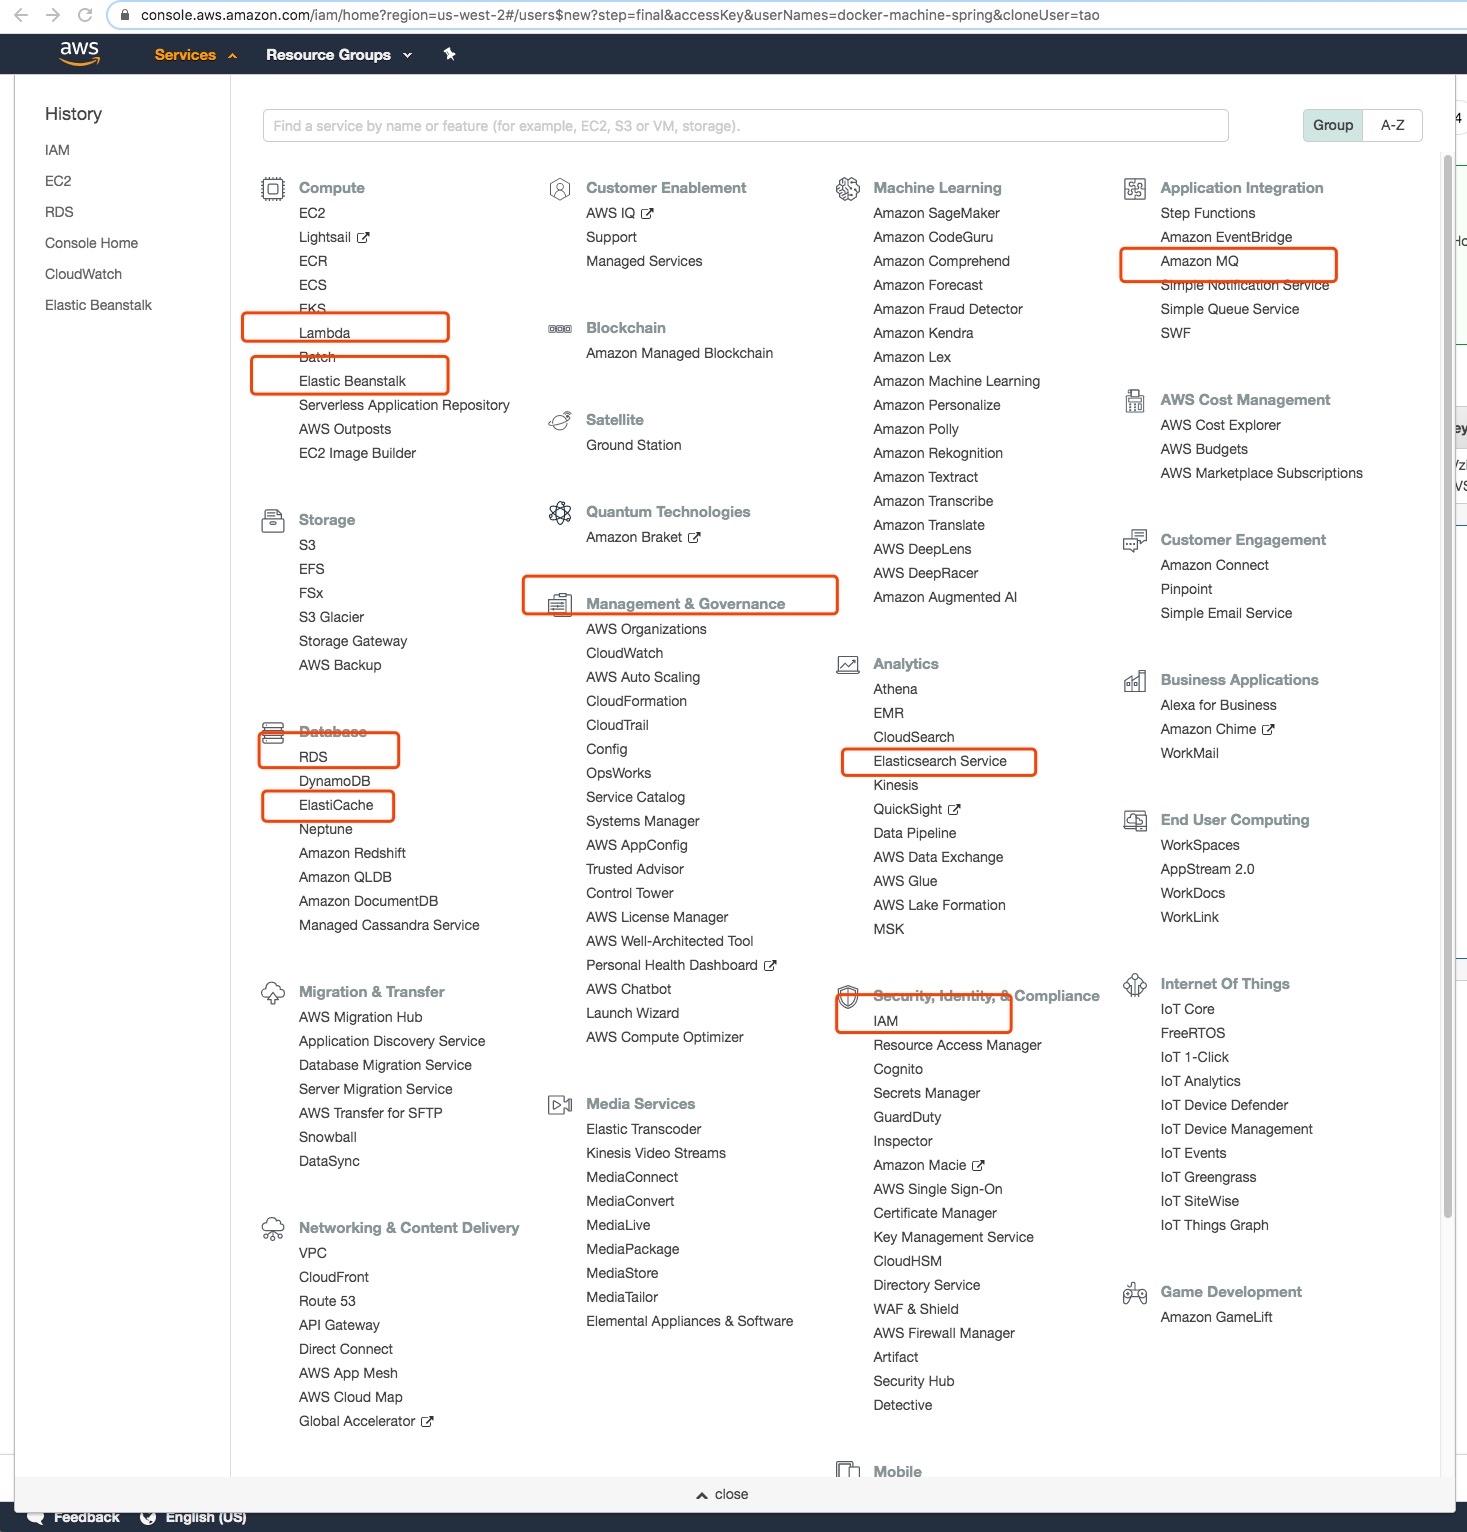 console.aws.amazon.com/iam/home?region=us-west-2#/users$new?step=final&accessKey&userNames=docker-machine-spring&cloneUser=tao
aws
Services
Resource Groups
History
IAM
EC2
RDS
Console Home
CloudWatch
Elastic Beanstalk
Find a service by name or feature (for example, EC2, S3 or VM, storage).
Group
A-Z
Compute
EC2
Lightsail
ECR
ECS
EKS
Lambda
Batch
Elastic Beanstalk
Serverless Application Repository
AWS Outposts
EC2 Image Builder
Storage
S3
EFS
FSx
S3 Glacier
Storage Gateway
AWS Backup
Database
RDS
DynamoDB
ElastiCache
Neptune
Amazon Redshift
Amazon QLDB
Amazon DocumentDB
Managed Cassandra Service
Migration & Transfer
AWS Migration Hub
Application Discovery Service
Database Migration Service
Server Migration Service
AWS Transfer for SFTP
Snowball
DataSync
Networking & Content Delivery
VPC
CloudFront
Route 53
API Gateway
Direct Connect
AWS App Mesh
AWS Cloud Map
Global Accelerator
Customer Enablement
AWS IQ
Support
Managed Services
Blockchain
Amazon Managed Blockchain
Satellite
Ground Station
Quantum Technologies
Amazon Braket
Management & Governance
AWS Organizations
CloudWatch
AWS Auto Scaling
CloudFormation
CloudTrail
Config
OpsWorks
Service Catalog
Systems Manager
AWS AppConfig
Trusted Advisor
Control Tower
AWS License Manager
AWS Well-Architected Tool
Personal Health Dashboard
AWS Chatbot
Launch Wizard
AWS Compute Optimizer
Media Services
Elastic Transcoder
Kinesis Video Streams
MediaConnect
MediaConvert
MediaLive
MediaPackage
MediaStore
MediaTailor
Elemental Appliances & Software
Machine Learning
Amazon SageMaker
Amazon CodeGuru
Amazon Comprehend
Amazon Forecast
Amazon Fraud Detector
Amazon Kendra
Amazon Lex
Amazon Machine Learning
Amazon Personalize
Amazon Polly
Amazon Rekognition
Amazon Textract
Amazon Transcribe
Amazon Translate
AWS DeepLens
AWS DeepRacer
Amazon Augmented AI
Analytics
Athena
EMR
CloudSearch
Elasticsearch Service
Kinesis
QuickSight
Data Pipeline
AWS Data Exchange
AWS Glue
AWS Lake Formation
MSK
Security, Identity, & Compliance
IAM
Resource Access Manager
Cognito
Secrets Manager
GuardDuty
Inspector
Amazon Macie
AWS Single Sign-On
Certificate Manager
Key Management Service
CloudHSM
Directory Service
WAF & Shield
AWS Firewall Manager
Artifact
Security Hub
Detective
Mobile
Application Integration
Step Functions
Amazon EventBridge
Amazon MQ
Simple Notification Service
Simple Queue Service
SWF
AWS Cost Management
AWS Cost Explorer
AWS Budgets
AWS Marketplace Subscriptions
Customer Engagement
Amazon Connect
Pinpoint
Simple Email Service
Business Applications
Alexa for Business
Amazon Chime
WorkMail
End User Computing
WorkSpaces
AppStream 2.0
WorkDocs
WorkLink
Internet Of Things
IoT Core
FreeRTOS
IoT 1-Click
IoT Analytics
IoT Device Defender
IoT Device Management
IoT Events
IoT Greengrass
IoT SiteWise
IoT Things Graph
Game Development
Amazon GameLift
close
Feedback
English (US)